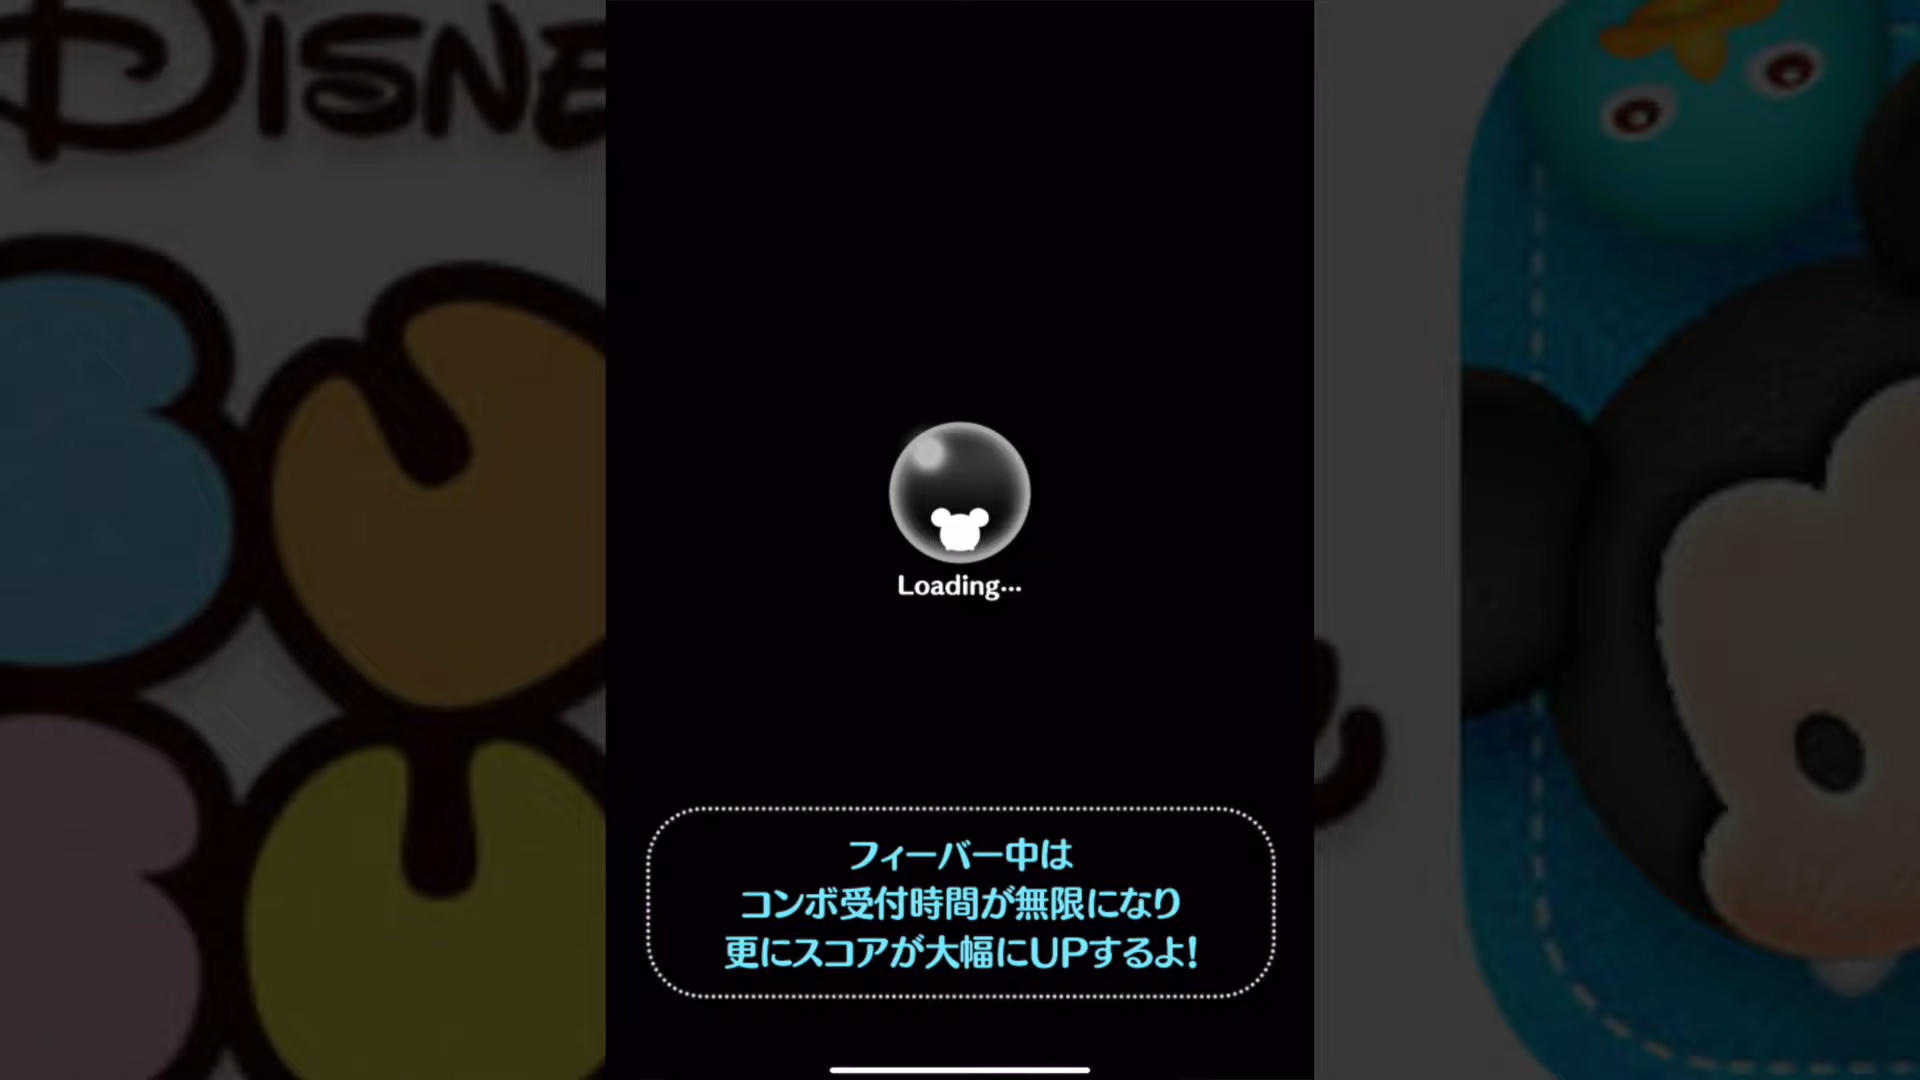 DISNE
Loading…
フィーバー中は
コンボ受付時間が無限になり
更にスコアが大幅にUPするよ!